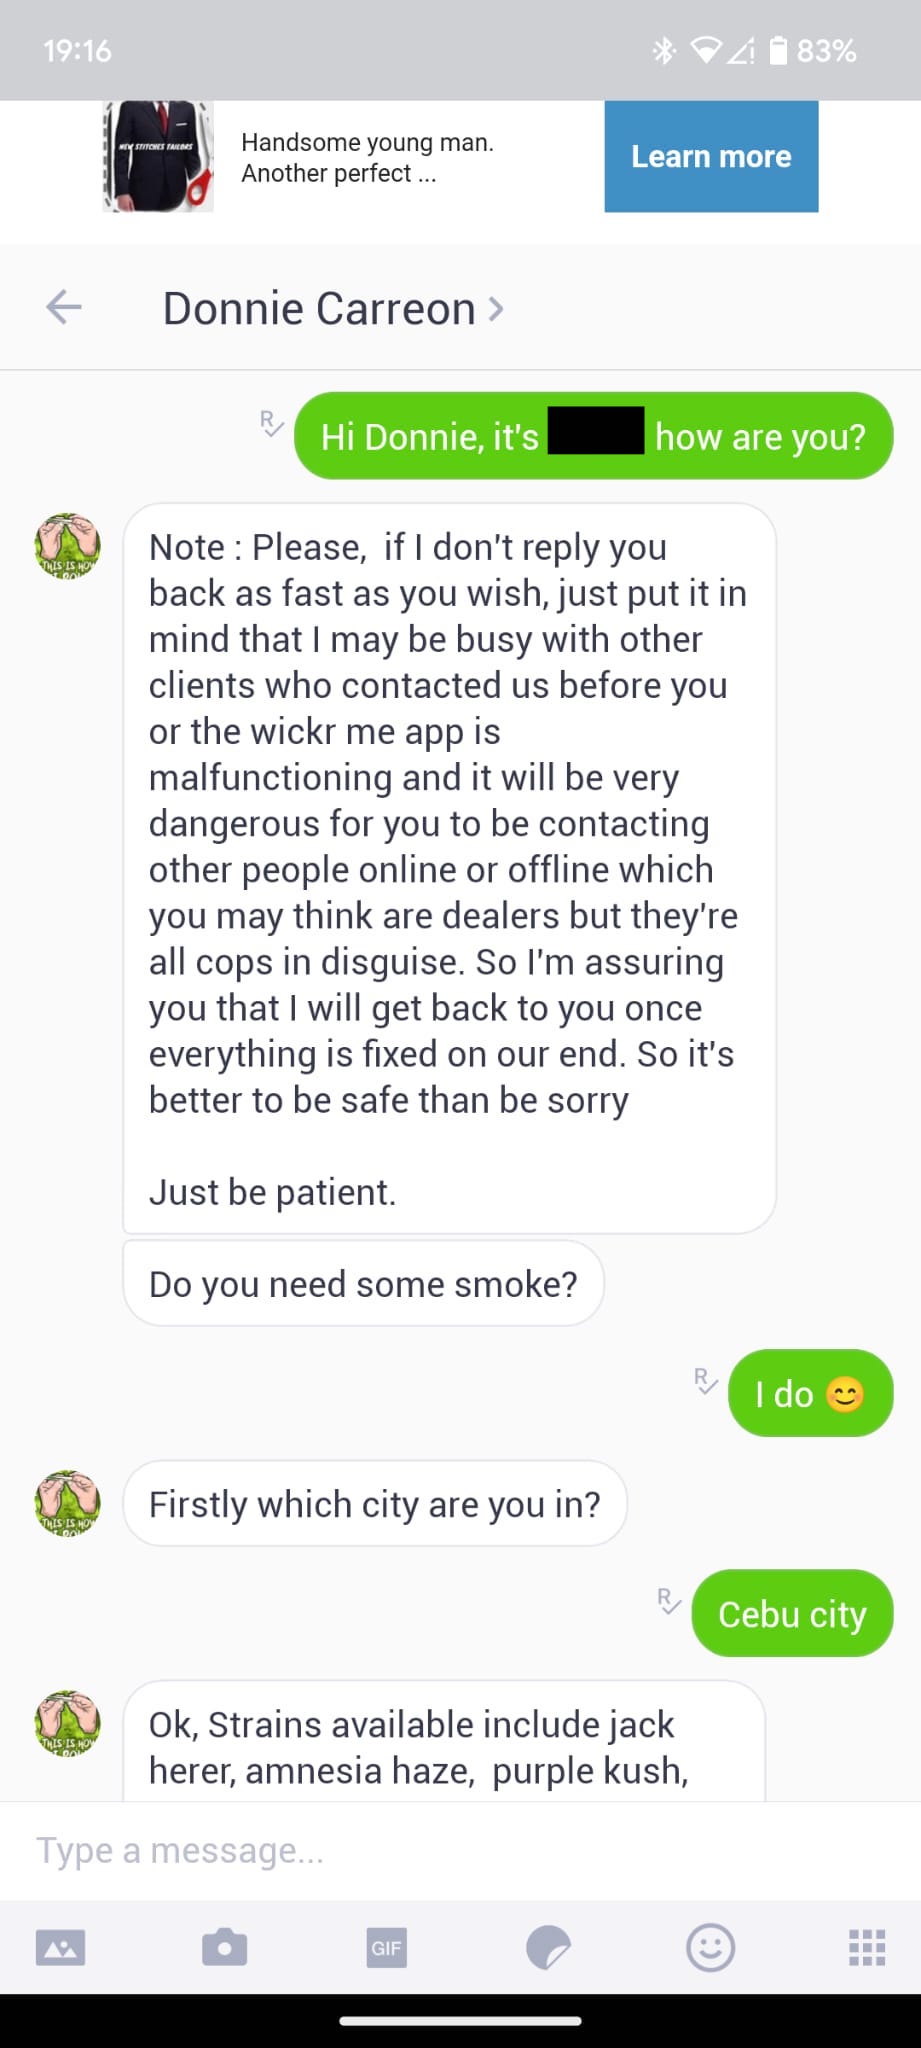 19:16
83%
NEW STITCHES TAILORS
Handsome young man.
Another perfect ...
Learn more
Donnie Carreon
R
Hi Donnie, it's how are you?
Note : Please, if I don't reply you
back as fast as you wish, just put it in
mind that I may be busy with other
clients who contacted us before you
or the wickr me app is
malfunctioning and it will be very
dangerous for you to be contacting
other people online or offline which
you may think are dealers but they're
all cops in disguise. So I'm assuring
you that I will get back to you once
everything is fixed on our end. So it's
better to be safe than be sorry
Just be patient.
THIS IS HOW
Do you need some smoke?
R
I do 😊
THIS IS HOW
Firstly which city are you in?
R
Cebu city
THIS IS HOW
Ok, Strains available include jack
herer, amnesia haze, purple kush,
Type a message...
GIF